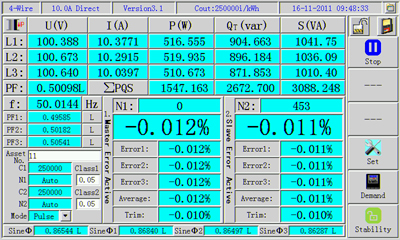 4-Wire 10.0A Direct Version3.1 Cout:2500001/kWh 16-11-2011 09:48:33
U(V) I(A) P(W) QT(var) S(VA)
L1: 100.388 10.3771 516.555 904.663 1041.75
L2: 100.673 10.2915 519.935 896.184 1036.09
L3: 100.640 10.0397 510.673 871.853 1010.40
PF: 0.50098L ΣPQS 1547.163 2672.700 3088.248
f: 50.0144 Hz
PF1: 0.49585 L
PF2: 0.50182 L
PF3: 0.50541 L
Asset No. 11
C1 250000 Class1
N1 Auto 0.05
C2 250000 Class2
N2 Auto 0.05
Mode Pulse
1 Master Error Active
N1: 0
-0.012%
Error1: -0.012%
Error2: -0.012%
Error3: -0.012%
Average: -0.012%
Trim: -0.010%
2 Slave Error Active
N2: 453
-0.011%
Error1: -0.011%
Error2: -0.011%
Error3: -0.011%
Average: -0.011%
Trim: -0.010%
SineΦ 0.86544 L SineΦ1 0.86840 L SineΦ2 0.86497 L SineΦ3 0.86287 L
Stop
---
---
Set
Demand
Stability